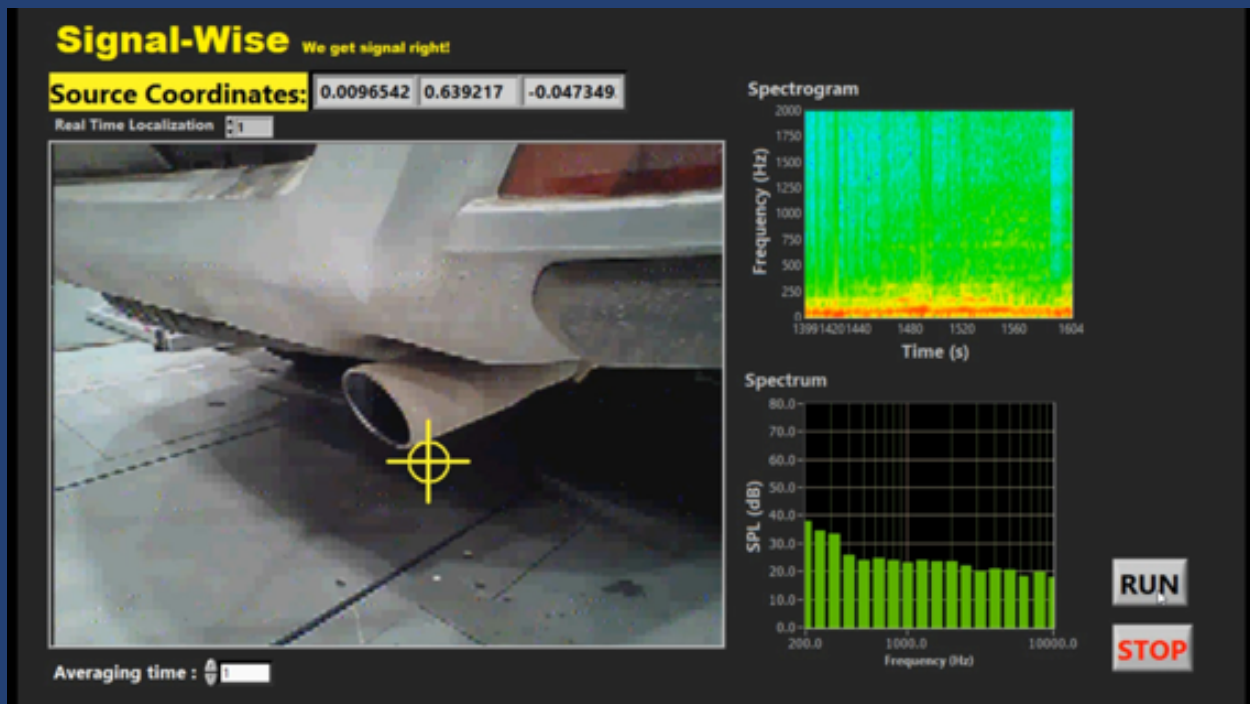 Signal-Wise We get signal right!
Source Coordinates: 0.0096542 0.639217 -0.047349
Real Time Localization 1
Averaging time : 1
Spectrogram
Frequency (Hz)
2000
1750
1500
1250
1000
750
500
250
0
1399 1420 1440 1480 1520 1560 1604
Time (s)
Spectrum
SPL (dB)
80.0
70.0
60.0
50.0
40.0
30.0
20.0
10.0
0.0
200.0 1000.0 10000.0
Frequency (Hz)
RUN
STOP